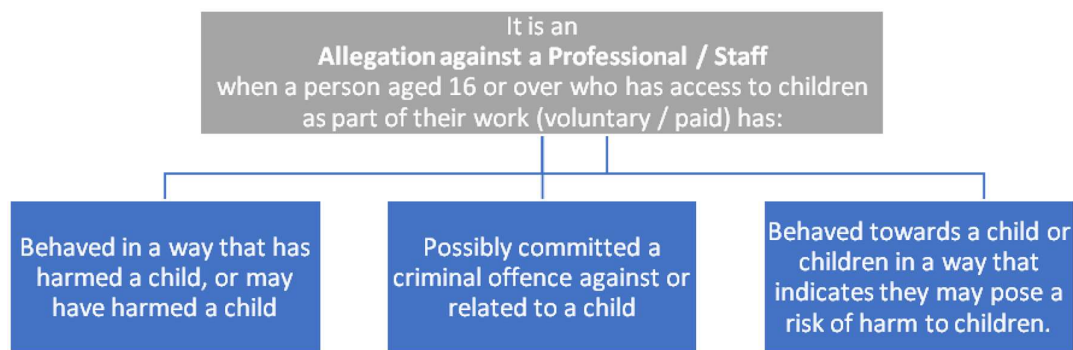 It is an
Allegation against a Professional / Staff
when a person aged 16 or over who has access to children
as part of their work (voluntary / paid) has:
Behaved in a way that has
harmed a child, or may
have harmed a child
Possibly committed a
criminal offence against or
related to a child
Behaved towards a child or
children in a way that
indicates they may pose a
risk of harm to children.